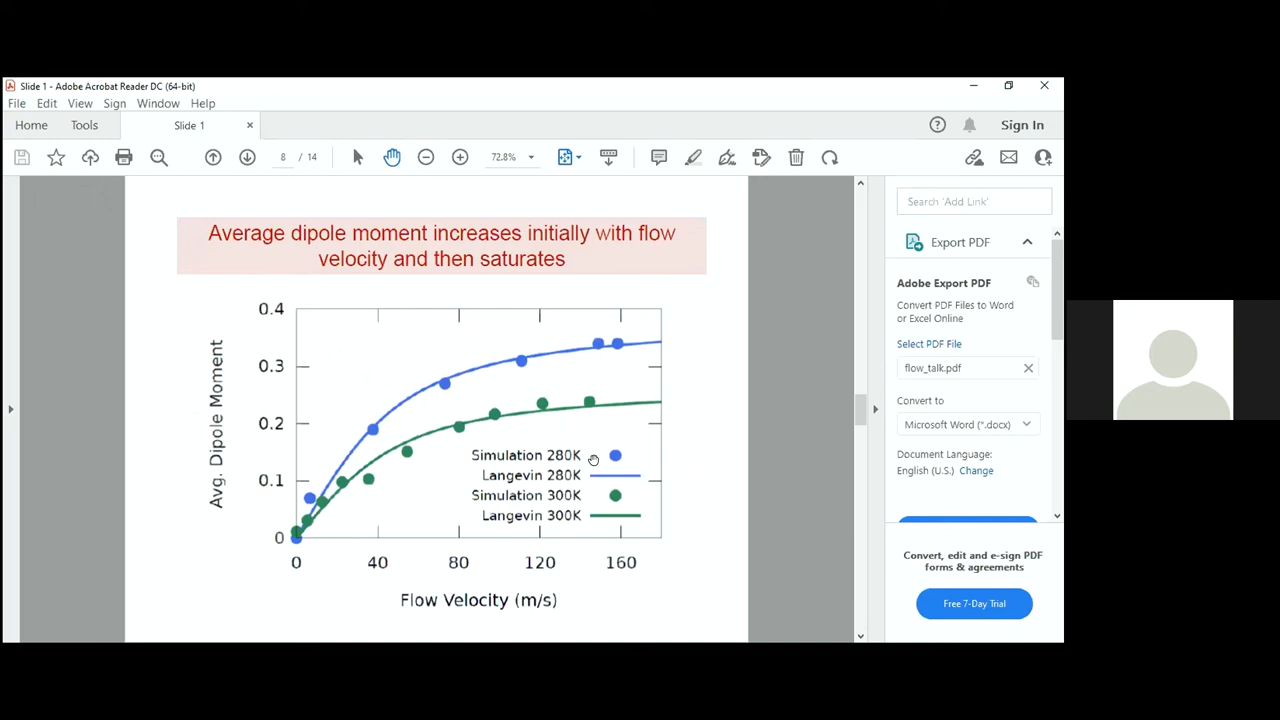 Slide 1 - Adobe Acrobat Reader DC (64-bit)
File Edit View Sign Window Help
Home Tools Slide 1 × Sign In
8 / 14 72.8%
Average dipole moment increases initially with flow
velocity and then saturates
0.4
0.3
0.2
0.1
0
Avg. Dipole Moment
Simulation 280K
Langevin 280K
Simulation 300K
Langevin 300K
0 40 80 120 160
Flow Velocity (m/s)
Search 'Add Link'
Export PDF
Adobe Export PDF
Convert PDF Files to Word
or Excel Online
Select PDF File
flow_talk.pdf
Convert to
Microsoft Word (*.docx)
Document Language:
English (U.S.) Change
Convert, edit and e-sign PDF
forms & agreements
Free 7-Day Trial